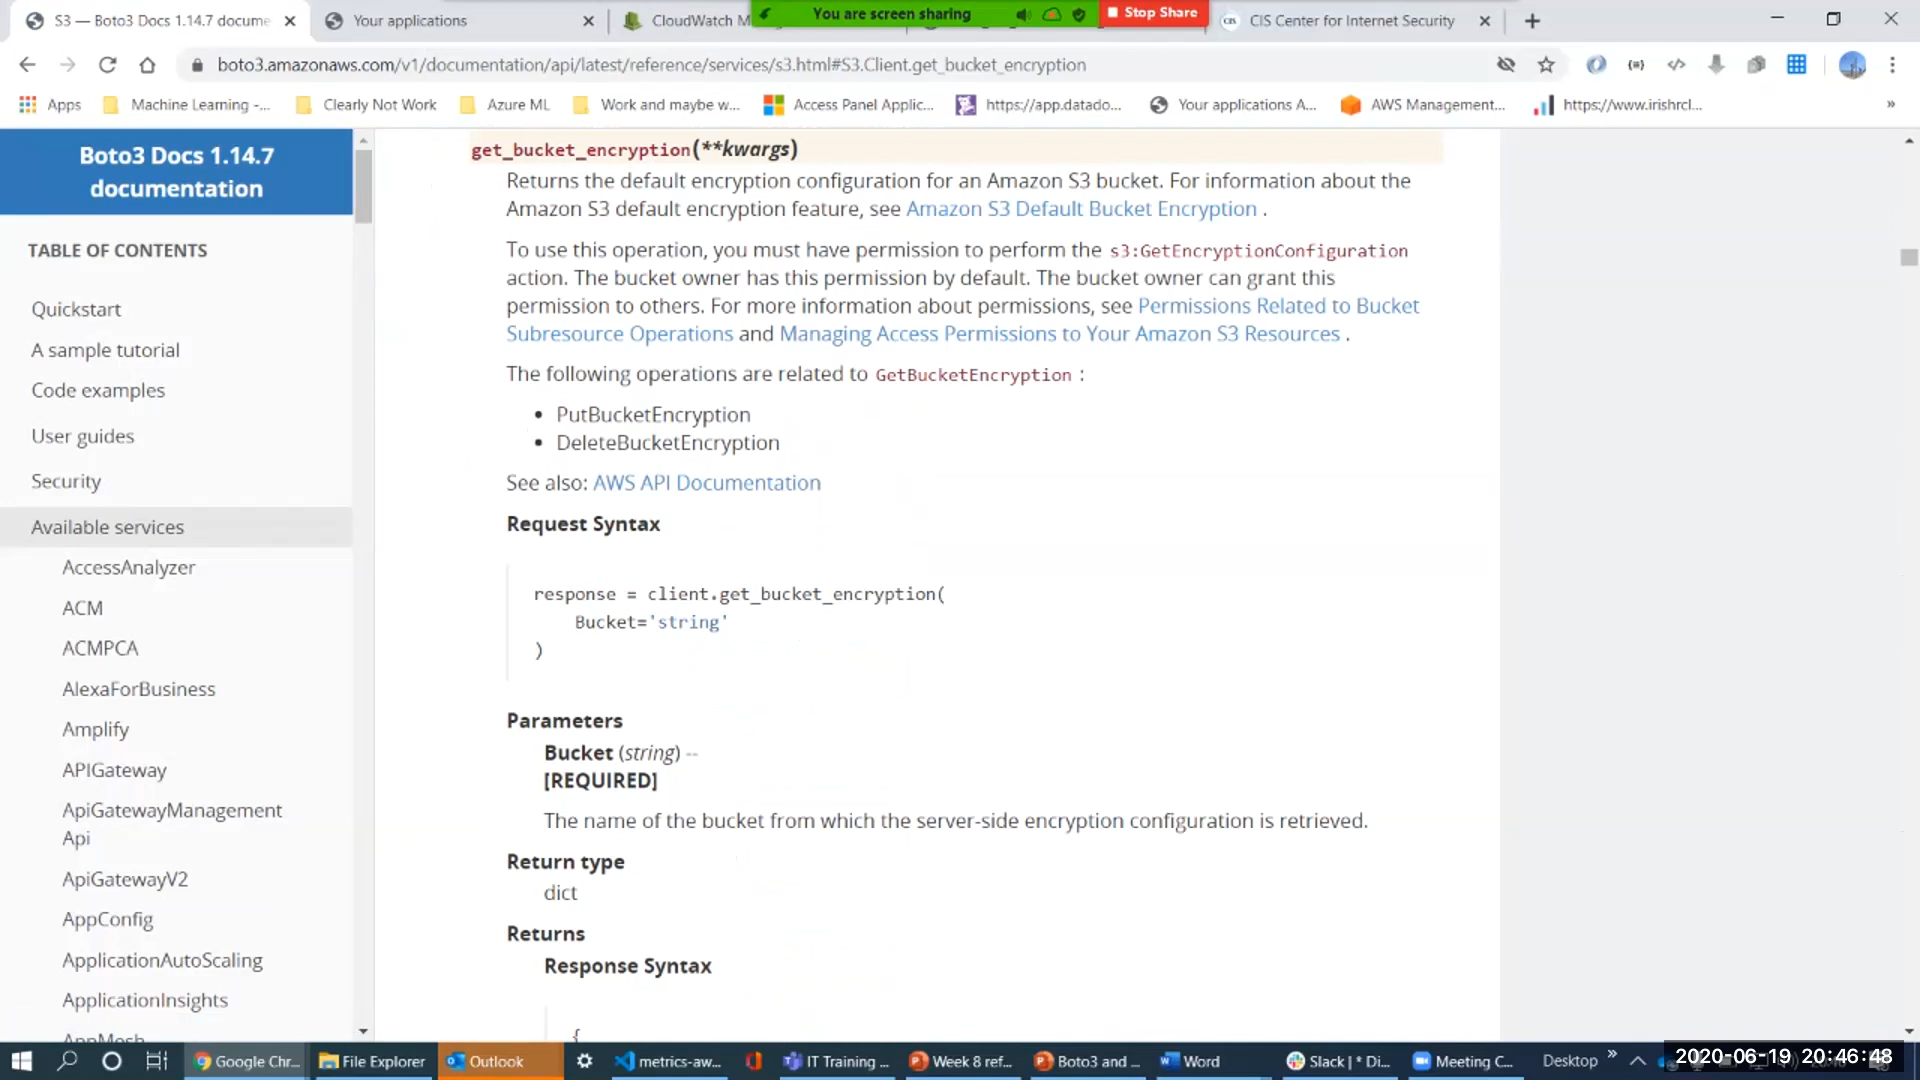 S3 — Boto3 Docs 1.14.7 docume
Your applications
CloudWatch M
You are screen sharing
Stop Share
CIS Center for Internet Security
boto3.amazonaws.com/v1/documentation/api/latest/reference/services/s3.html#S3.Client.get_bucket_encryption
Apps
Machine Learning -...
Clearly Not Work
Azure ML
Work and maybe w...
Access Panel Applic...
https://app.datado...
Your applications A...
AWS Management...
https://www.irishrcl...
»
Boto3 Docs 1.14.7
documentation
TABLE OF CONTENTS
Quickstart
A sample tutorial
Code examples
User guides
Security
Available services
AccessAnalyzer
ACM
ACMPCA
AlexaForBusiness
Amplify
APIGateway
ApiGatewayManagement
Api
ApiGatewayV2
AppConfig
ApplicationAutoScaling
ApplicationInsights
AppMesh
get_bucket_encryption(**kwargs)
Returns the default encryption configuration for an Amazon S3 bucket. For information about the
Amazon S3 default encryption feature, see Amazon S3 Default Bucket Encryption .
To use this operation, you must have permission to perform the s3:GetEncryptionConfiguration
action. The bucket owner has this permission by default. The bucket owner can grant this
permission to others. For more information about permissions, see Permissions Related to Bucket
Subresource Operations and Managing Access Permissions to Your Amazon S3 Resources .
The following operations are related to GetBucketEncryption :
• PutBucketEncryption
• DeleteBucketEncryption
See also: AWS API Documentation
Request Syntax
response = client.get_bucket_encryption(
Bucket='string'
)
Parameters
Bucket (string) --
[REQUIRED]
The name of the bucket from which the server-side encryption configuration is retrieved.
Return type
dict
Returns
Response Syntax
{
Google Chr...
File Explorer
Outlook
metrics-aw...
IT Training ...
Week 8 ref...
Boto3 and ...
Word
Slack | * Di...
Meeting C...
Desktop
»
2020-06-19 20:46:48